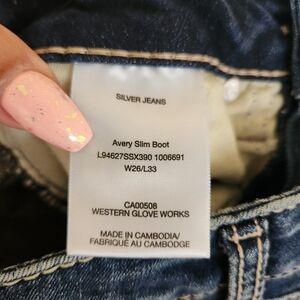 SILVER JEANS
Avery Slim Boot
L94627SSX390 1006691
W26/L33
CA00508
WESTERN GLOVE WORKS
MADE IN CAMBODIA/
FABRIQUÉ AU CAMBODGE